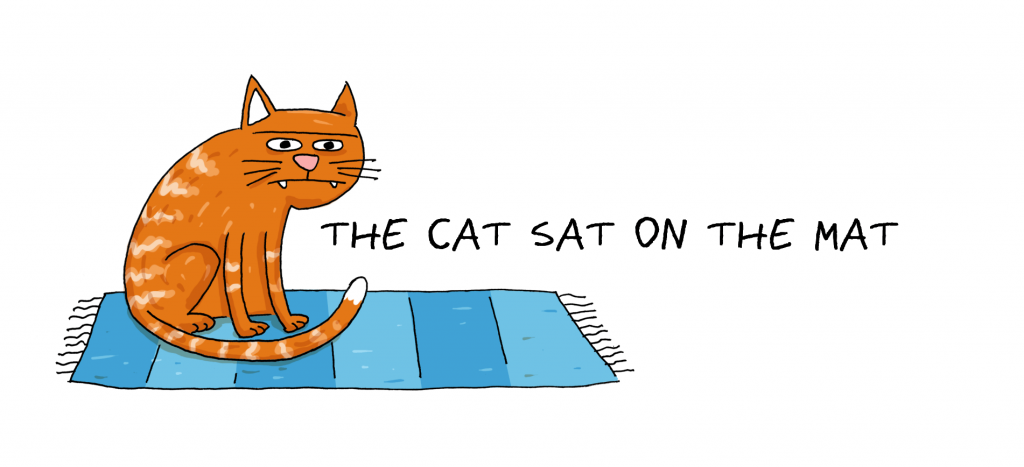 THE CAT SAT ON THE MAT